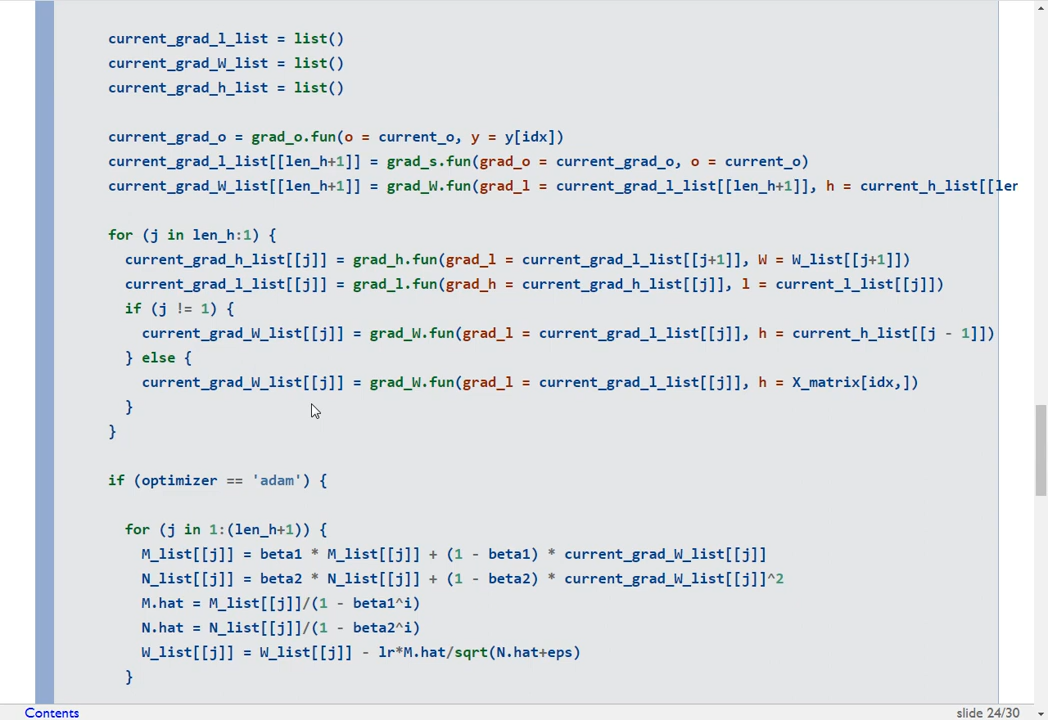 current_grad_l_list = list()
current_grad_W_list = list()
current_grad_h_list = list()
current_grad_o = grad_o.fun(o = current_o, y = y[idx])
current_grad_l_list[[len_h+1]] = grad_s.fun(grad_o = current_grad_o, o = current_o)
current_grad_W_list[[len_h+1]] = grad_W.fun(grad_l = current_grad_l_list[[len_h+1]], h = current_h_list[[ler
for (j in len_h:1) {
current_grad_h_list[[j]] = grad_h.fun(grad_l = current_grad_l_list[[j+1]], W = W_list[[j+1]])
current_grad_l_list[[j]] = grad_l.fun(grad_h = current_grad_h_list[[j]], l = current_l_list[[j]])
if (j != 1) {
current_grad_W_list[[j]] = grad_W.fun(grad_l = current_grad_l_list[[j]], h = current_h_list[[j - 1]])
} else {
current_grad_W_list[[j]] = grad_W.fun(grad_l = current_grad_l_list[[j]], h = X_matrix[idx,])
}
}
if (optimizer == 'adam') {
for (j in 1:(len_h+1)) {
M_list[[j]] = beta1 * M_list[[j]] + (1 - beta1) * current_grad_W_list[[j]]
N_list[[j]] = beta2 * N_list[[j]] + (1 - beta2) * current_grad_W_list[[j]]^2
M.hat = M_list[[j]]/(1 - beta1^i)
N.hat = N_list[[j]]/(1 - beta2^i)
W_list[[j]] = W_list[[j]] - lr*M.hat/sqrt(N.hat+eps)
}
Contents
slide 24/30